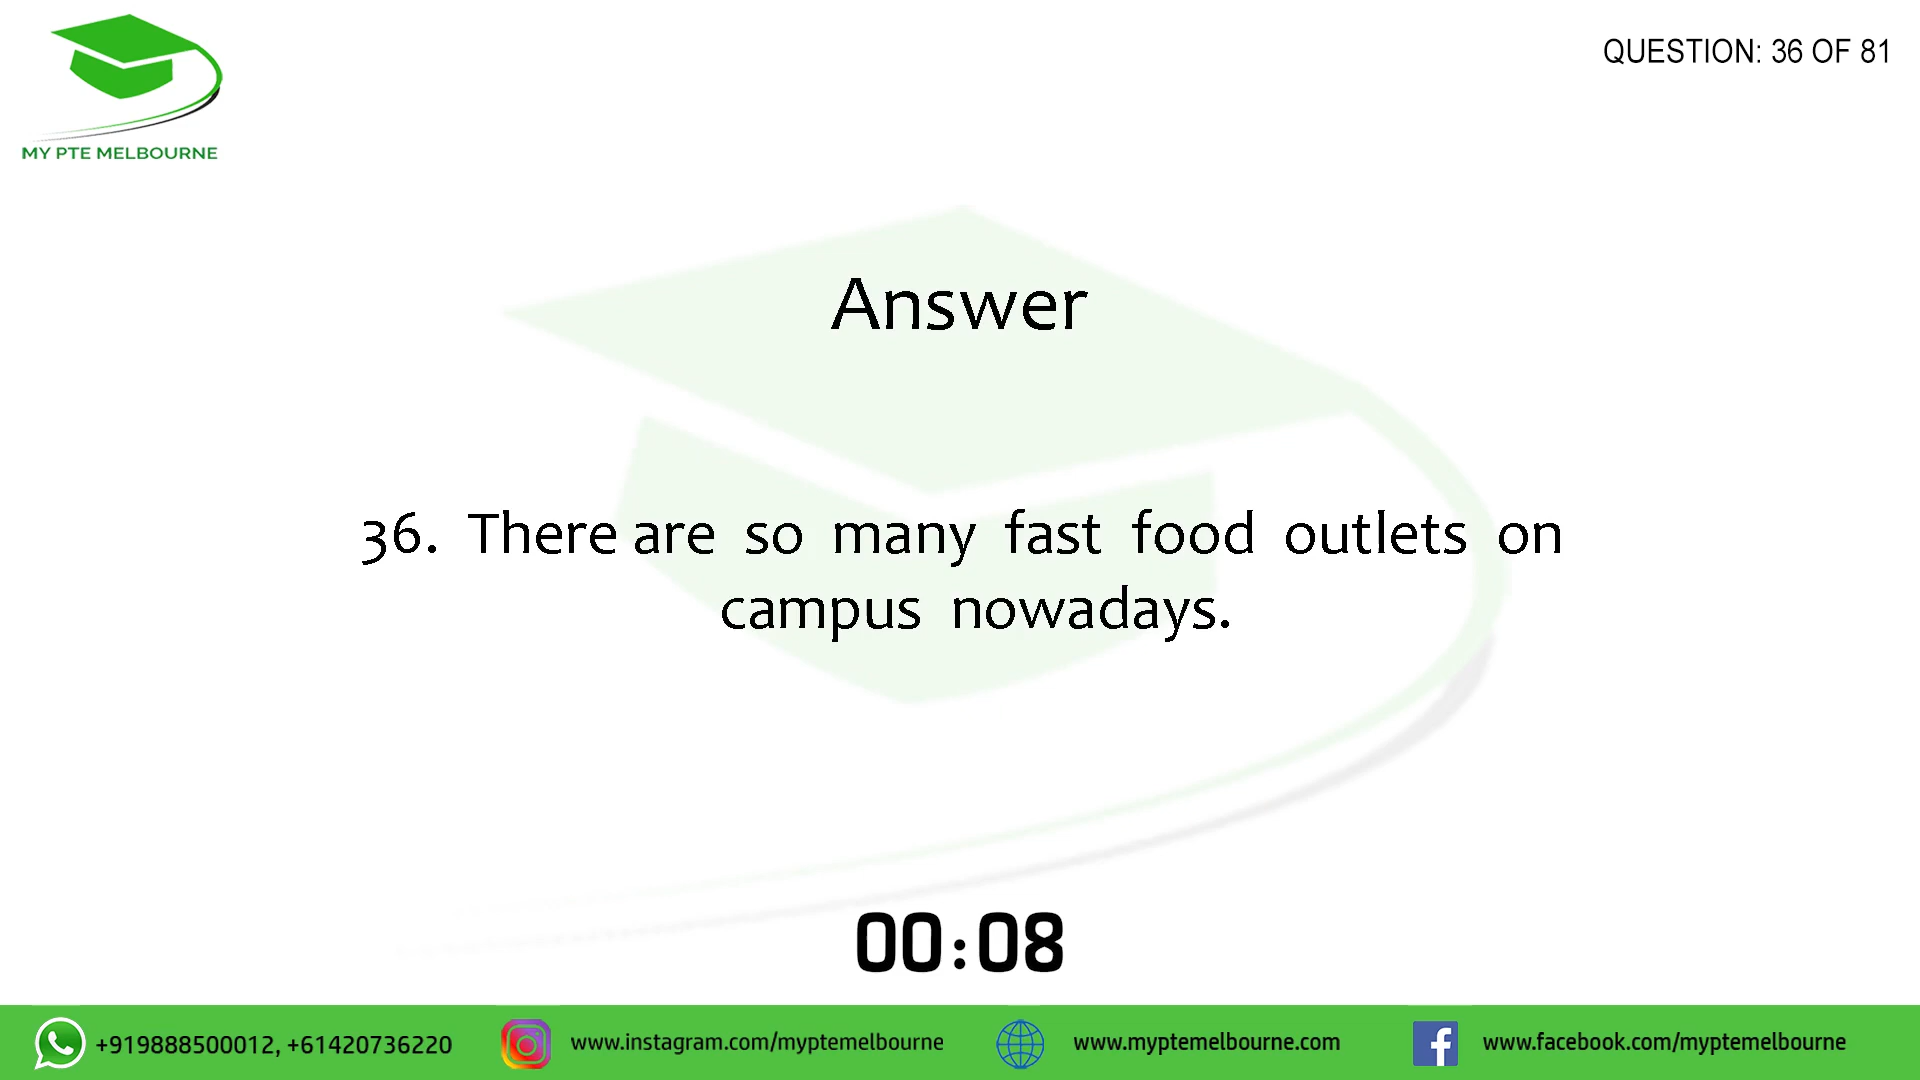 MY PTE MELBOURNE
QUESTION: 36 OF 81
Answer
36. There are so many fast food outlets on
campus nowadays.
00:08
+919888500012, +61420736220
www.instagram.com/myptemelbourne
www.myptemelbourne.com
www.facebook.com/myptemelbourne